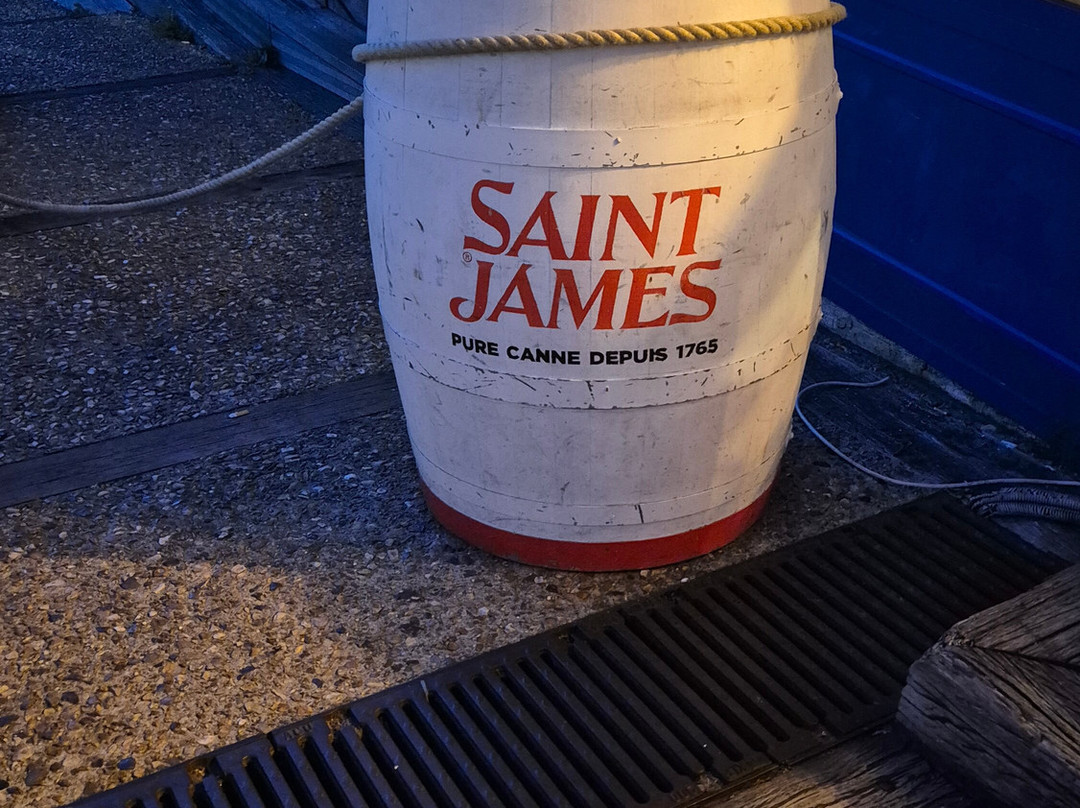 SAINT
® JAMES
PURE CANNE DEPUIS 1765